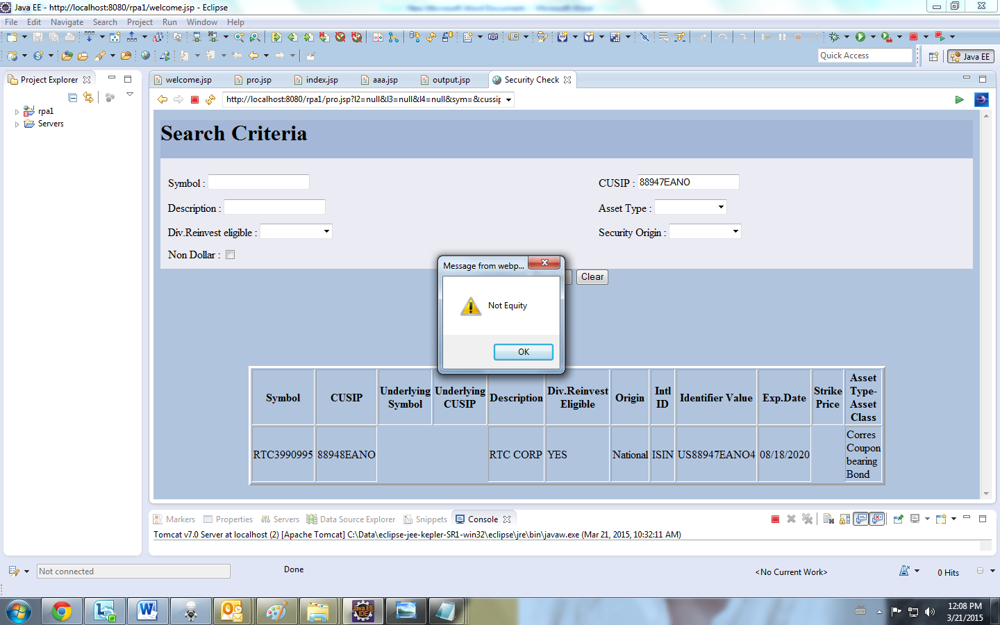 Java EE - http://localhost:8080/rpa1/welcome.jsp - Eclipse
File Edit Navigate Search Project Run Window Help
Quick Access
Java EE
Project Explorer
welcome.jsp pro.jsp index.jsp aaa.jsp output.jsp Security Check
http://localhost:8080/rpa1/pro.jsp?l2=null&l3=null&l4=null&sym=&cussip
rpa1
Servers
Search Criteria
Symbol :
CUSIP : 88947EANO
Description :
Asset Type :
Div.Reinvest eligible :
Security Origin :
Non Dollar :
Clear
Message from webp...
Not Equity
OK
Symbol CUSIP Underlying Symbol Underlying CUSIP Description Div.Reinvest Eligible Origin Intl ID Identifier Value Exp.Date Strike Price Asset Type-Asset Class
RTC3990995 88948EANO RTC CORP YES National ISIN US88947EANO4 08/18/2020 Corres Coupon bearing Bond
Markers Properties Servers Data Source Explorer Snippets Console
Tomcat v7.0 Server at localhost (2) [Apache Tomcat] C:\Data\eclipse-jee-kepler-SR1-win32\eclipse\jre\bin\javaw.exe (Mar 21, 2015, 10:32:11 AM)
Not connected
Done
<No Current Work>
0 Hits
Java EE
IDE
12:08 PM
3/21/2015